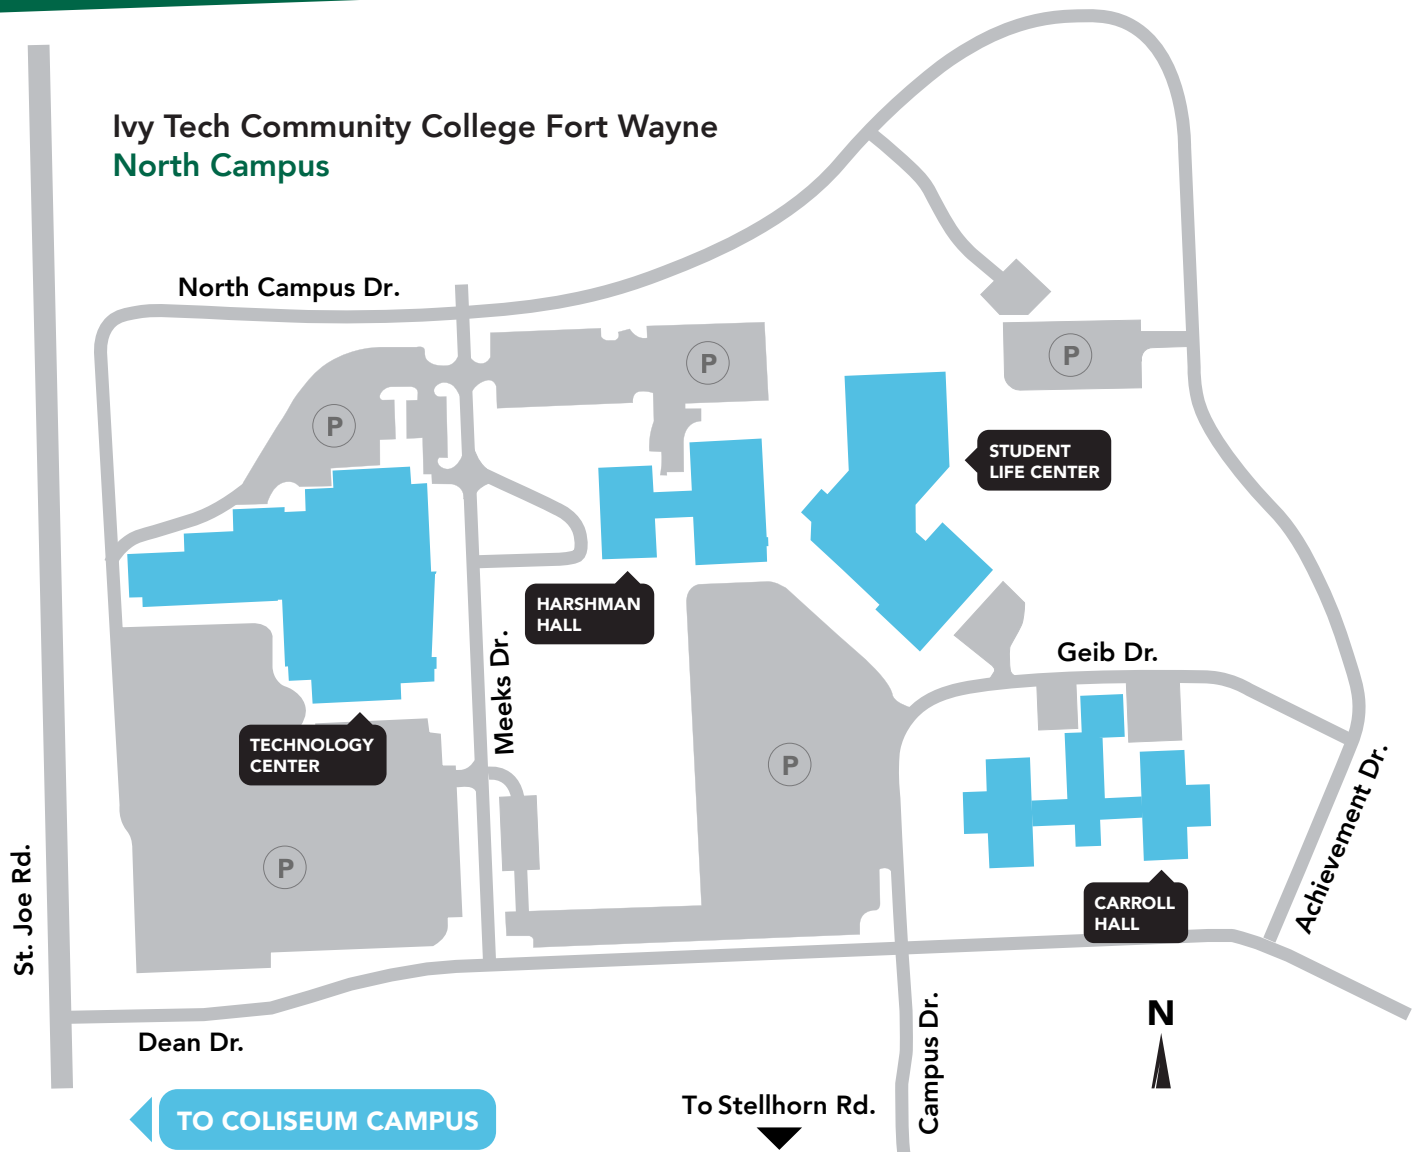 Ivy Tech Community College Fort Wayne
North Campus
North Campus Dr.
P
P
P
STUDENT
LIFE CENTER
HARSHMAN
HALL
Geib Dr.
Meeks Dr.
TECHNOLOGY
CENTER
P
P
St. Joe Rd.
Achievement Dr.
CARROLL
HALL
N
Dean Dr.
Campus Dr.
TO COLISEUM CAMPUS
To Stellhorn Rd.